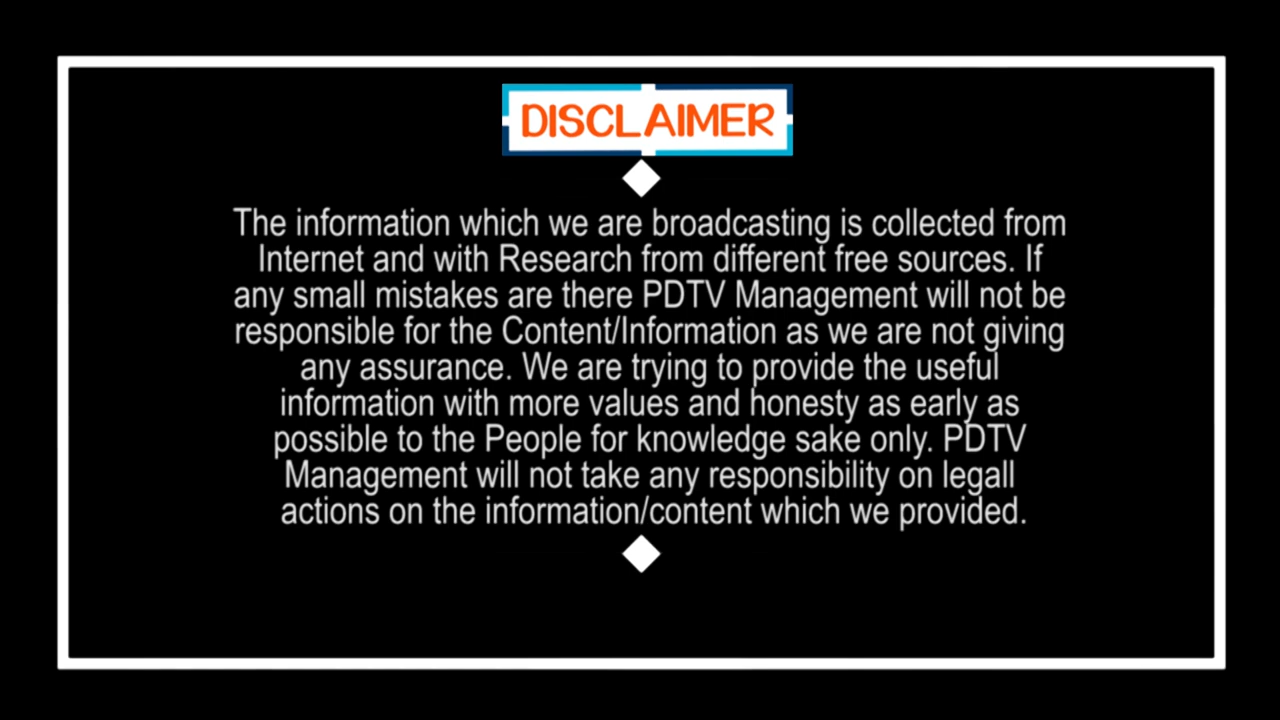 DISCLAIMER
The information which we are broadcasting is collected from
Internet and with Research from different free sources. If
any small mistakes are there PDTV Management will not be
responsible for the Content/Information as we are not giving
any assurance. We are trying to provide the useful
information with more values and honesty as early as
possible to the People for knowledge sake only. PDTV
Management will not take any responsibility on legall
actions on the information/content which we provided.